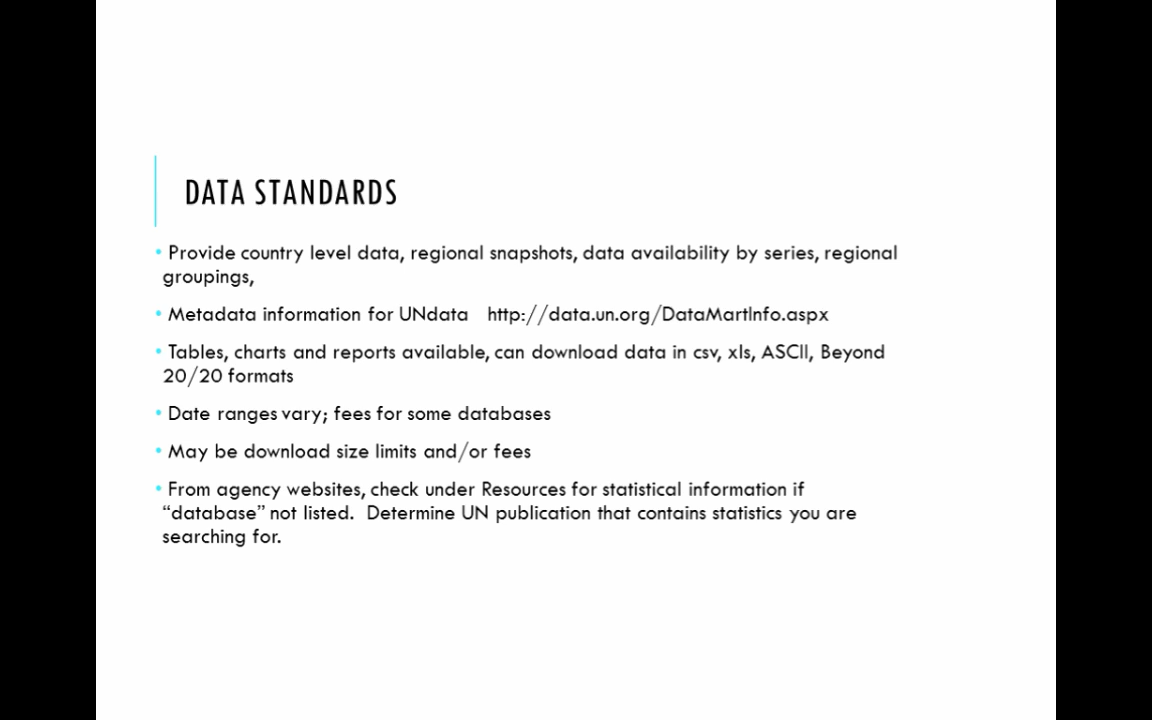 DATA STANDARDS
• Provide country level data, regional snapshots, data availability by series, regional
groupings,
• Metadata information for UNdata http://data.un.org/DataMartInfo.aspx
• Tables, charts and reports available, can download data in csv, xls, ASCII, Beyond
20/20 formats
• Date ranges vary; fees for some databases
• May be download size limits and/or fees
• From agency websites, check under Resources for statistical information if
“database” not listed. Determine UN publication that contains statistics you are
searching for.